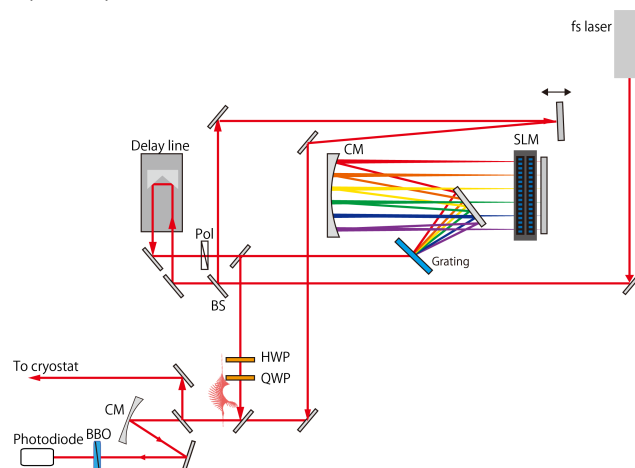 fs laser
CM
SLM
Delay line
Pol
Grating
BS
HWP
QWP
To cryostat
CM
BBO
Photodiode